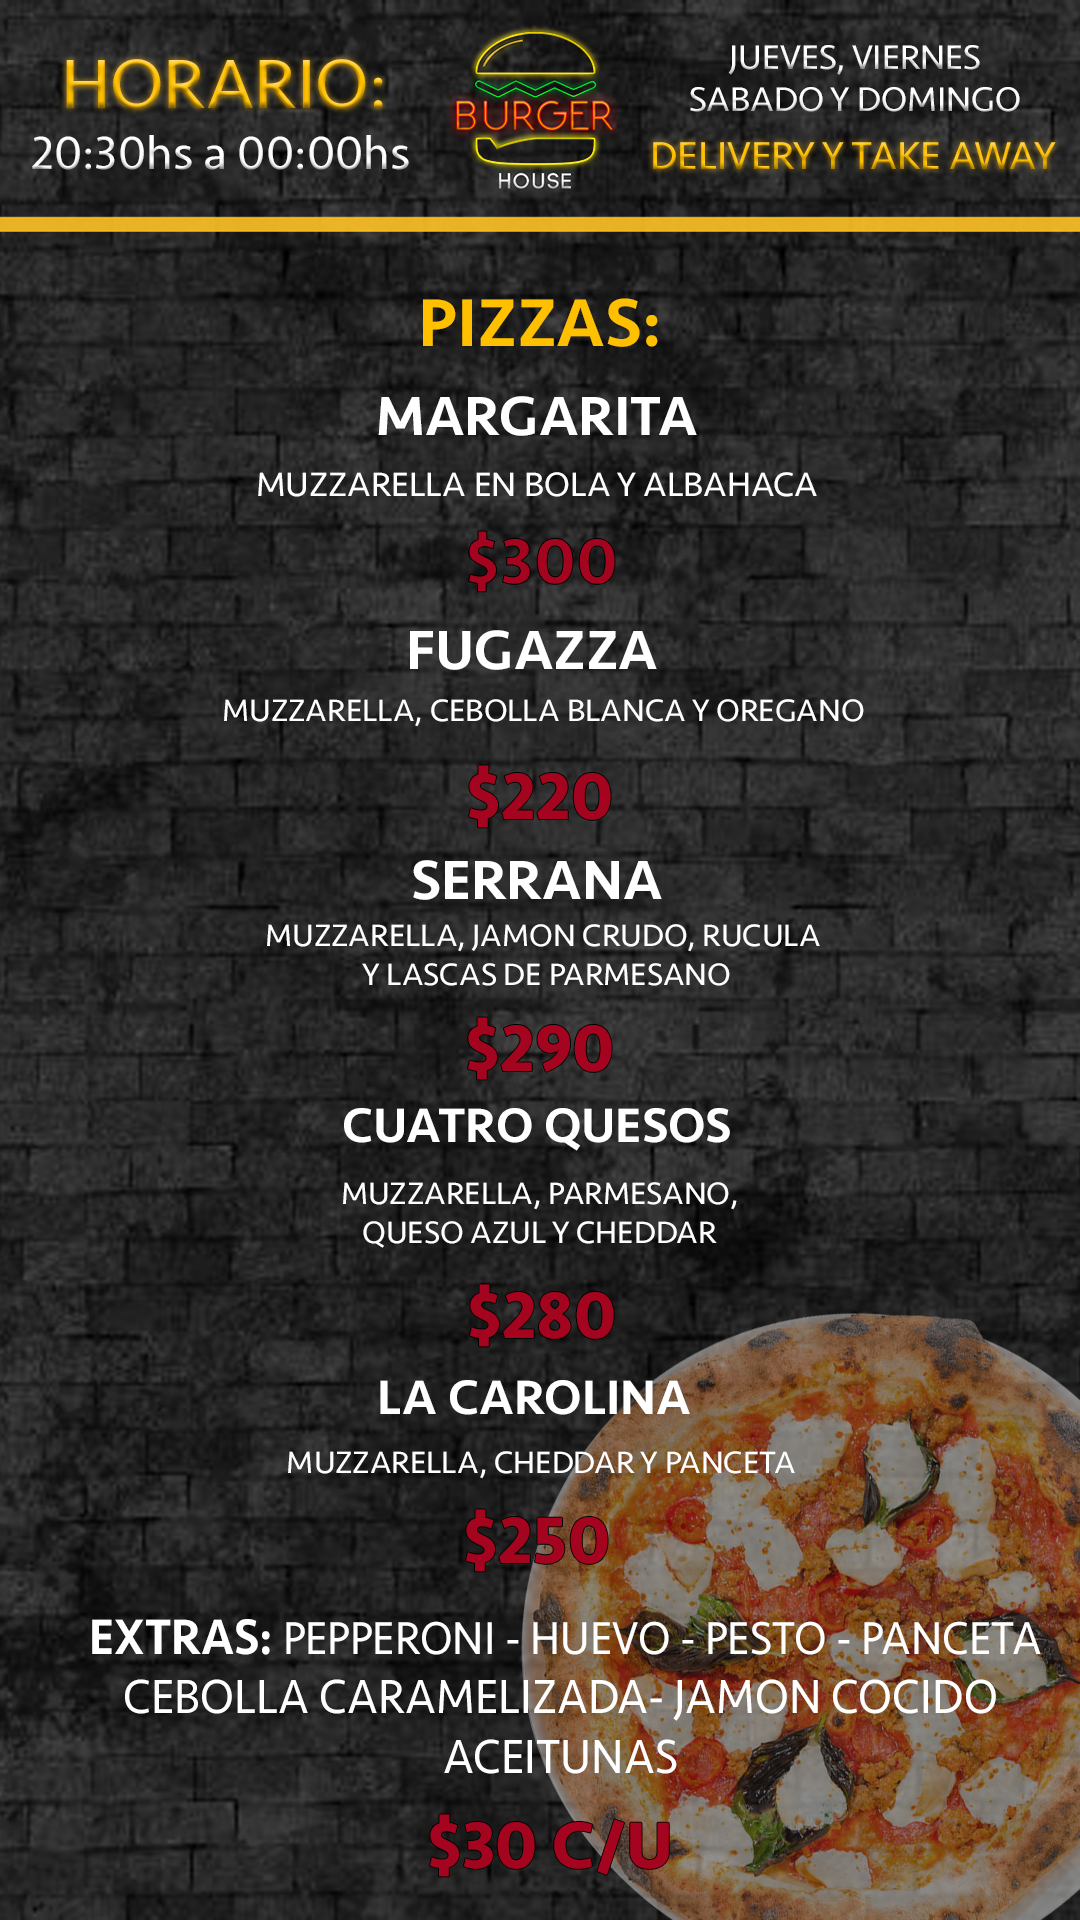 HORARIO:
20:30hs a 00:00hs
BURGER
HOUSE
JUEVES, VIERNES
SABADO Y DOMINGO
DELIVERY Y TAKE AWAY
PIZZAS:
MARGARITA
MUZZARELLA EN BOLA Y ALBAHACA
$300
FUGAZZA
MUZZARELLA, CEBOLLA BLANCA Y OREGANO
$220
SERRANA
MUZZARELLA, JAMON CRUDO, RUCULA
Y LASCAS DE PARMESANO
$290
CUATRO QUESOS
MUZZARELLA, PARMESANO,
QUESO AZUL Y CHEDDAR
$280
LA CAROLINA
MUZZARELLA, CHEDDAR Y PANCETA
$250
EXTRAS: PEPPERONI - HUEVO - PESTO - PANCETA
CEBOLLA CARAMELIZADA- JAMON COCIDO
ACEITUNAS
$30 C/U